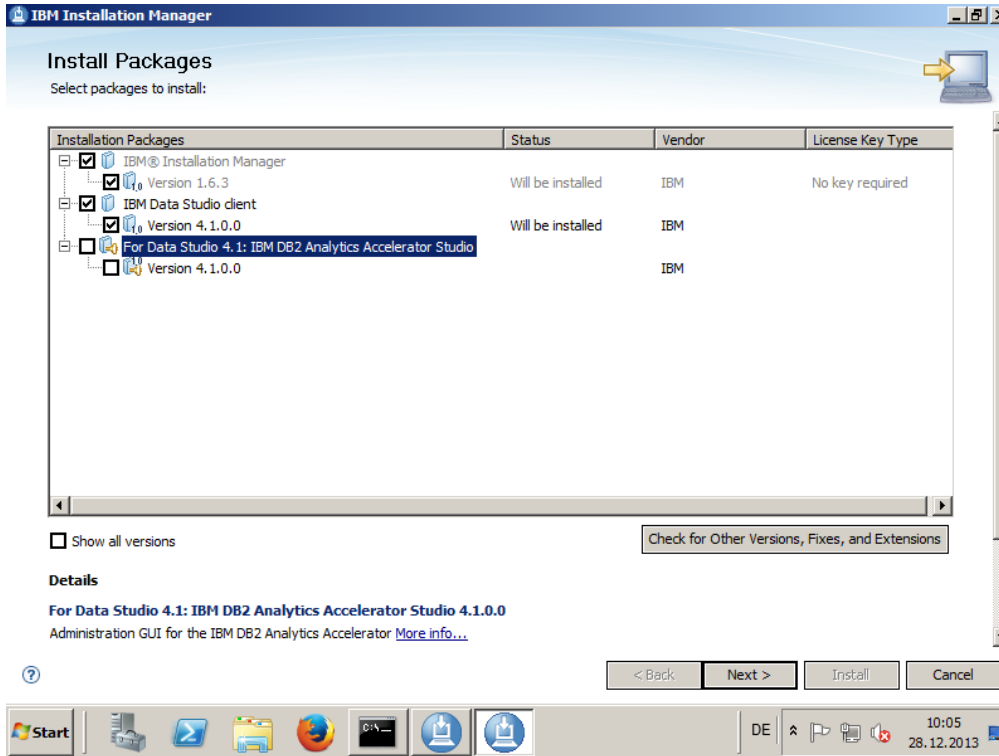 IBM Installation Manager
Install Packages
Select packages to install:
Installation Packages Status Vendor License Key Type
IBM® Installation Manager
Version 1.6.3 Will be installed IBM No key required
IBM Data Studio client
Version 4.1.0.0 Will be installed IBM
For Data Studio 4.1: IBM DB2 Analytics Accelerator Studio
Version 4.1.0.0 IBM
Show all versions Check for Other Versions, Fixes, and Extensions
Details
For Data Studio 4.1: IBM DB2 Analytics Accelerator Studio 4.1.0.0
Administration GUI for the IBM DB2 Analytics Accelerator More info...
< Back Next > Install Cancel
Start DE 10:05
28.12.2013